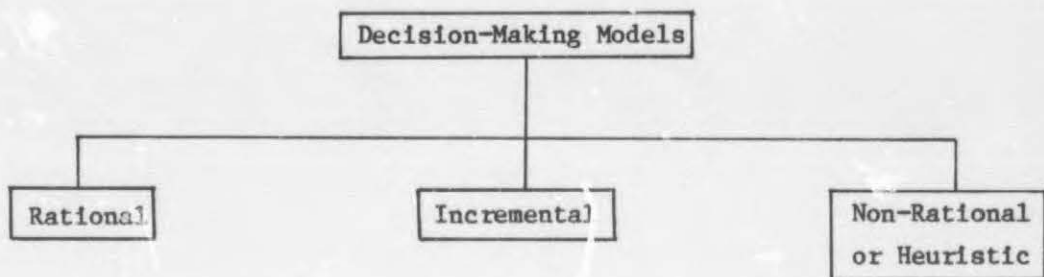 Decision-Making Models
Rational
Incremental
Non-Rational
or Heuristic